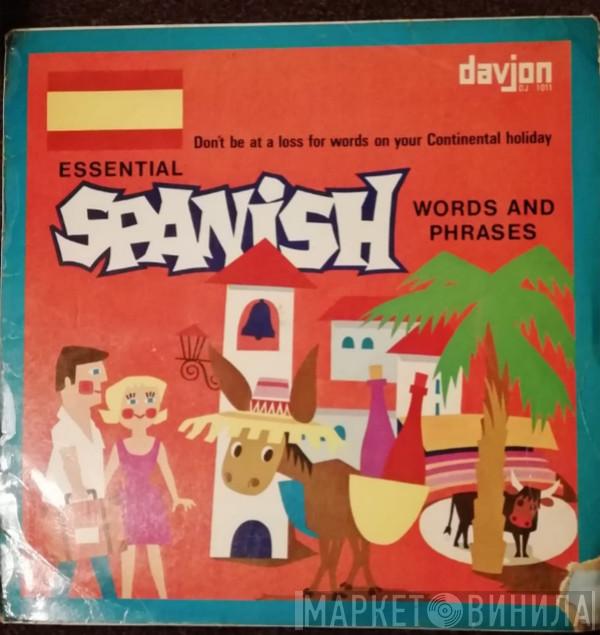 davjon
DJ 1011
Don't be at a loss for words on your Continental holiday
ESSENTIAL
SPANiSH
WORDS AND
PHRASES
МАРКЕТ ВИНИЛА